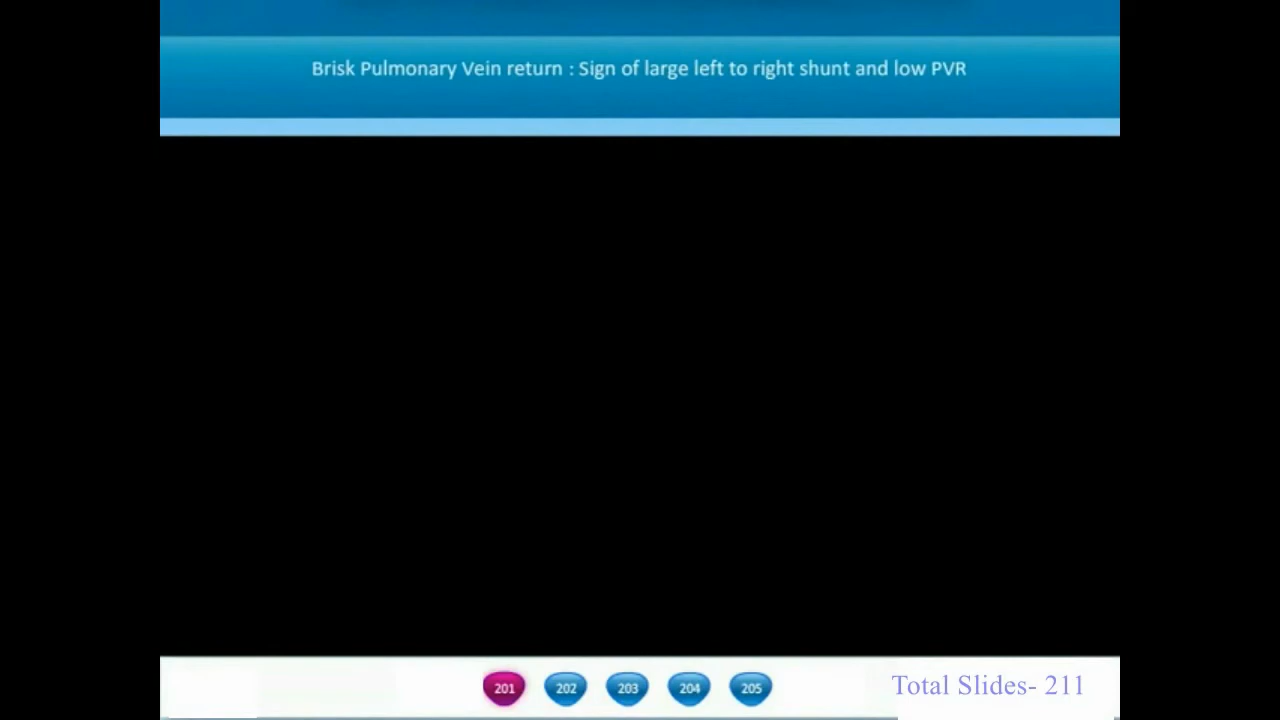 Brisk Pulmonary Vein return : Sign of large left to right shunt and low PVR
201 202 203 204 205
Total Slides- 211